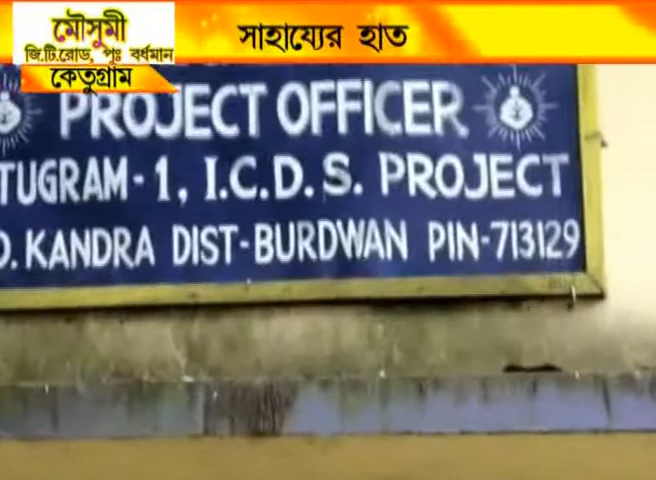 মৌসুমী
জি.টি.রোড, পূঃ বর্ধমান
কেতুগ্রাম
সাহায্যের হাত
PROJECT OFFICER
TUGRAM - 1, I.C.D.S. PROJECT
O. KANDRA DIST-BURDWAN PIN-713129